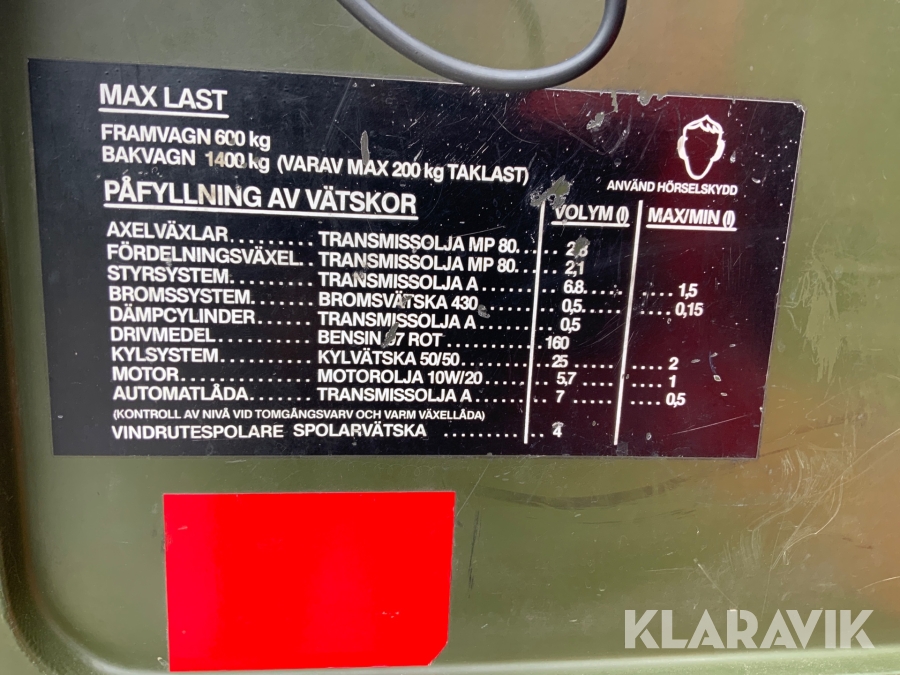 MAX LAST
FRAMVAGN 600 kg
BAKVAGN 1400 kg (VARAV MAX 200 kg TAKLAST)
ANVÄND HÖRSELSKYDD
PÅFYLLNING AV VÄTSKOR VOLYM (l) MAX/MIN (l)
AXELVÄXLAR........... TRANSMISSOLJA MP 80.... 2,8
FÖRDELNINGSVÄXEL.. TRANSMISSOLJA MP 80.... 2,1
STYRSYSTEM............ TRANSMISSOLJA A ........ 6.8........ 1,5
BROMSSYSTEM......... BROMSVÄTSKA 430 ........ 0,5........ 0,15
DÄMPCYLINDER........ TRANSMISSOLJA A ........ 0,5
DRIVMEDEL............. BENSIN ROT ........ 160
KYLSYSTEM............. KYLVÄTSKA 50/50 ........ 25 ........ 2
MOTOR.................. MOTOROLJA 10W/20 ........ 5,7 ........ 1
AUTOMATLÅDA......... TRANSMISSOLJA A ........ 7 ........ 0,5
(KONTROLL AV NIVÅ VID TOMGÅNGSVARV OCH VARM VÄXELLÅDA)
VINDRUTESPOLARE SPOLARVÄTSKA .......... 4
KLARAVIK